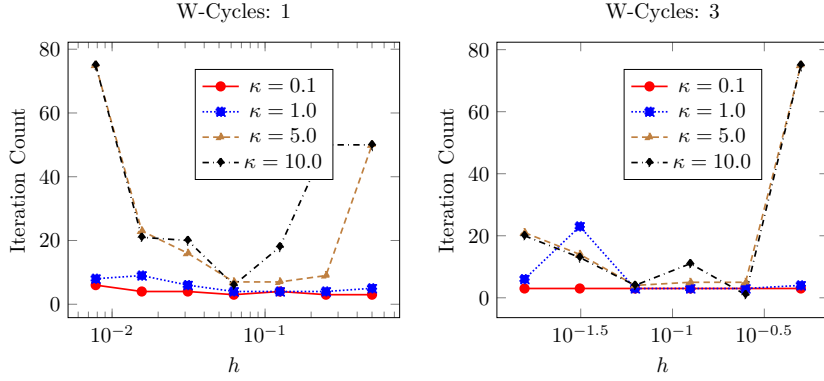 W-Cycles: 1
80
60
40
20
0
Iteration Count
κ = 0.1
κ = 1.0
κ = 5.0
κ = 10.0
10^−2
10^−1
h
W-Cycles: 3
80
60
40
20
0
Iteration Count
κ = 0.1
κ = 1.0
κ = 5.0
κ = 10.0
10^−1.5
10^−1
10^−0.5
h